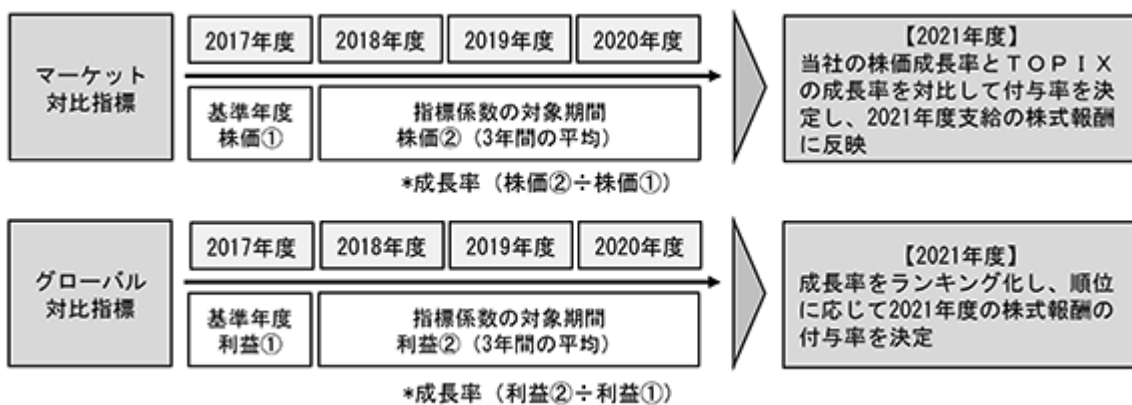 マーケット
対比指標
2017年度
2018年度
2019年度
2020年度
基準年度
株価①
指標係数の対象期間
株価②（3年間の平均）
*成長率（株価②÷株価①）
【2021年度】
当社の株価成長率とＴＯＰＩＸ
の成長率を対比して付与率を決
定し、2021年度支給の株式報酬
に反映
グローバル
対比指標
2017年度
2018年度
2019年度
2020年度
基準年度
利益①
指標係数の対象期間
利益②（3年間の平均）
*成長率（利益②÷利益①）
【2021年度】
成長率をランキング化し、順位
に応じて2021年度の株式報酬の
付与率を決定